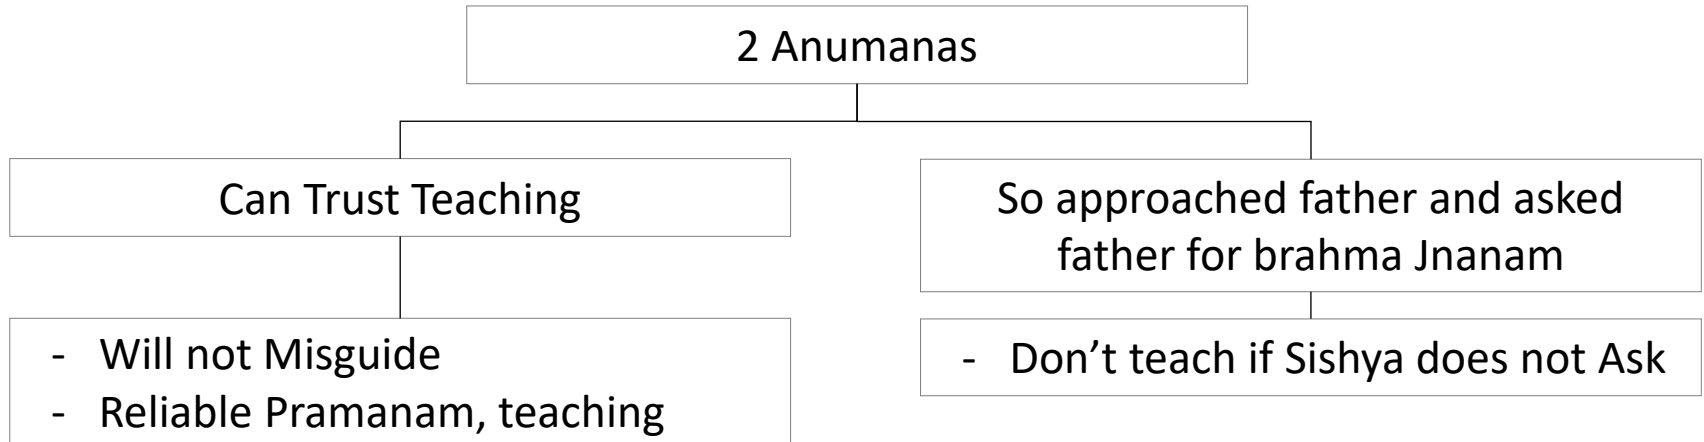 2 Anumanas
Can Trust Teaching
So approached father and asked
father for brahma Jnanam
- Will not Misguide
- Reliable Pramanam, teaching
- Don’t teach if Sishya does not Ask